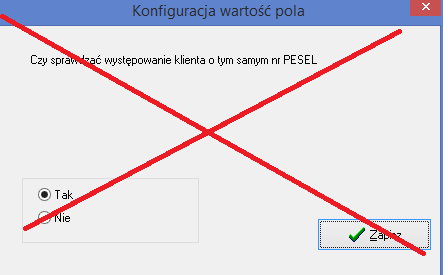 Konfiguracja wartość pola
Czy sprawdzać występowanie klienta o tym samym nr PESEL
Tak
Nie
Zapisz